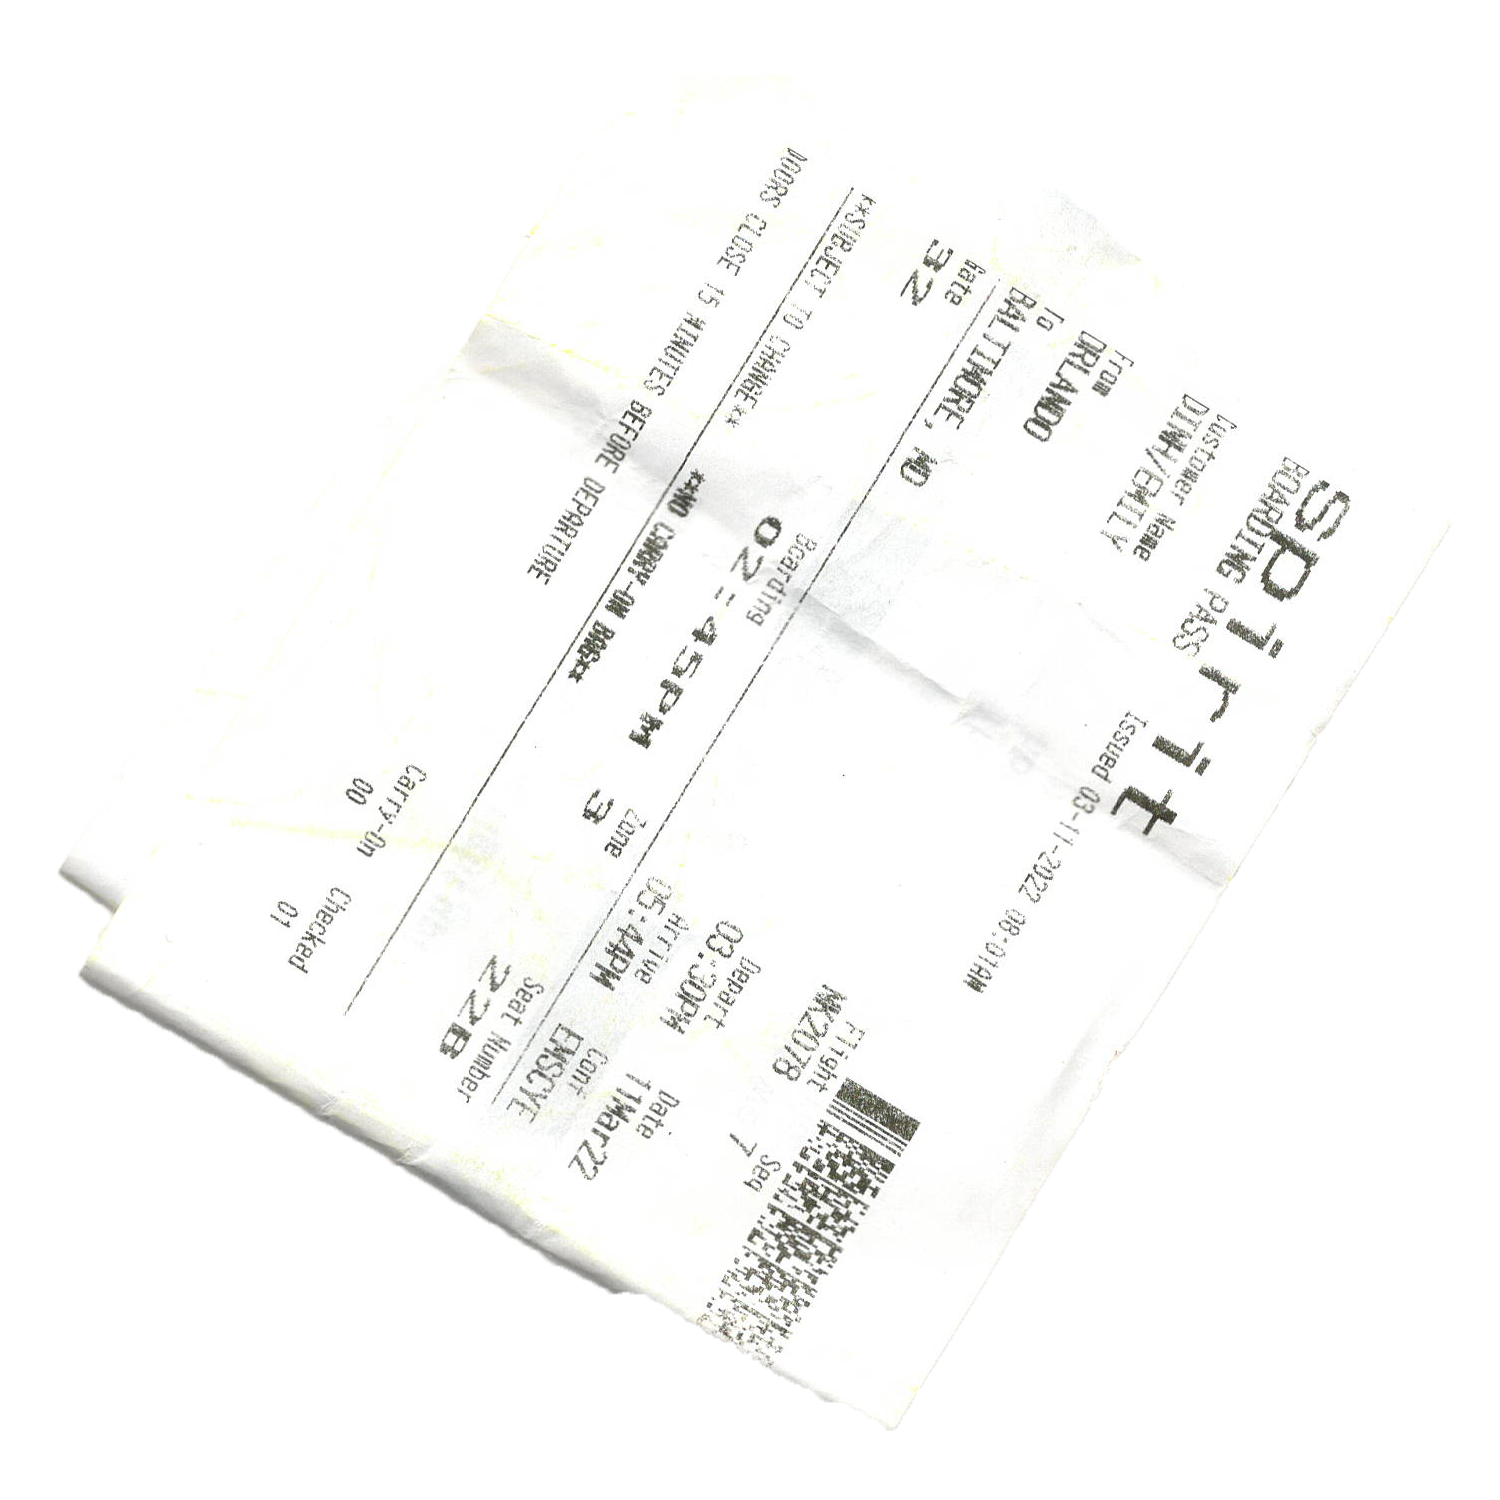 spirit
BOARDING PASS
Issued 03-11-2022 08:01AM
Customer Name
DINH/EMILY
Flight
NK2078
Seq
7
From
ORLANDO
Depart
03:30PM
Date
11Mar22
To
BALTIMORE, MD
Arrive
05:44PM
Conf
EMSCYE
Gate
32
Boarding
02:45PM
Zone
3
Seat Number
22B
**SUBJECT TO CHANGE**
**NO CARRY-ON BAG**
DOORS CLOSE 15 MINUTES BEFORE DEPARTURE
Carry-On
00
Checked
01